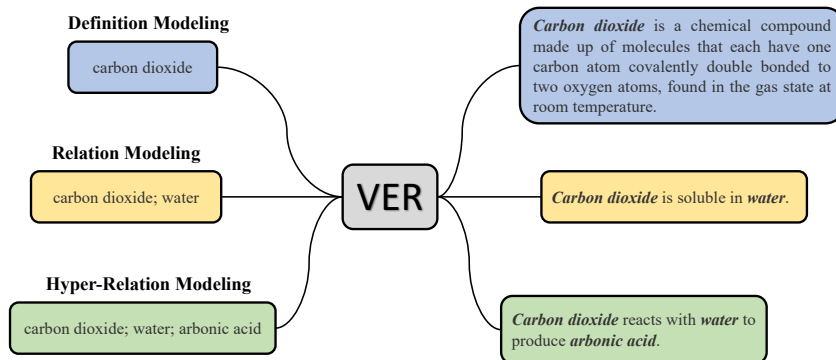 Definition Modeling
carbon dioxide
Relation Modeling
carbon dioxide; water
Hyper-Relation Modeling
carbon dioxide; water; arbonic acid
VER
Carbon dioxide is a chemical compound
made up of molecules that each have one
carbon atom covalently double bonded to
two oxygen atoms, found in the gas state at
room temperature.
Carbon dioxide is soluble in water.
Carbon dioxide reacts with water to
produce arbonic acid.